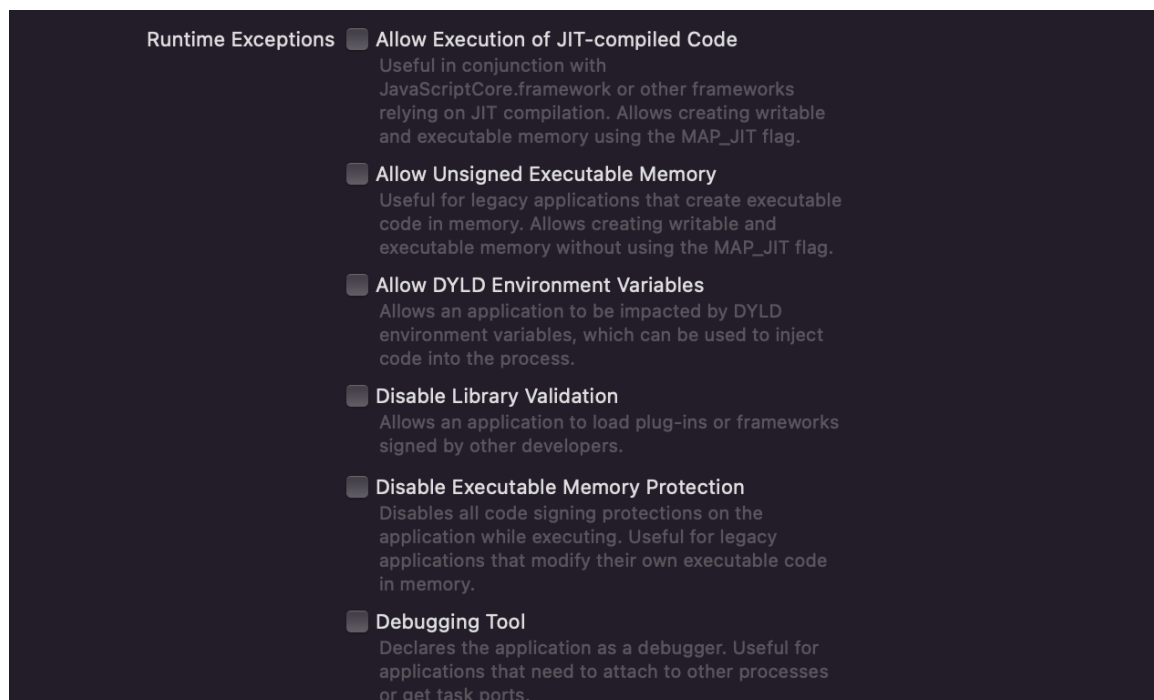 Runtime Exceptions Allow Execution of JIT-compiled Code
Useful in conjunction with
JavaScriptCore.framework or other frameworks
relying on JIT compilation. Allows creating writable
and executable memory using the MAP_JIT flag.
Allow Unsigned Executable Memory
Useful for legacy applications that create executable
code in memory. Allows creating writable and
executable memory without using the MAP_JIT flag.
Allow DYLD Environment Variables
Allows an application to be impacted by DYLD
environment variables, which can be used to inject
code into the process.
Disable Library Validation
Allows an application to load plug-ins or frameworks
signed by other developers.
Disable Executable Memory Protection
Disables all code signing protections on the
application while executing. Useful for legacy
applications that modify their own executable code
in memory.
Debugging Tool
Declares the application as a debugger. Useful for
applications that need to attach to other processes
or get task ports.